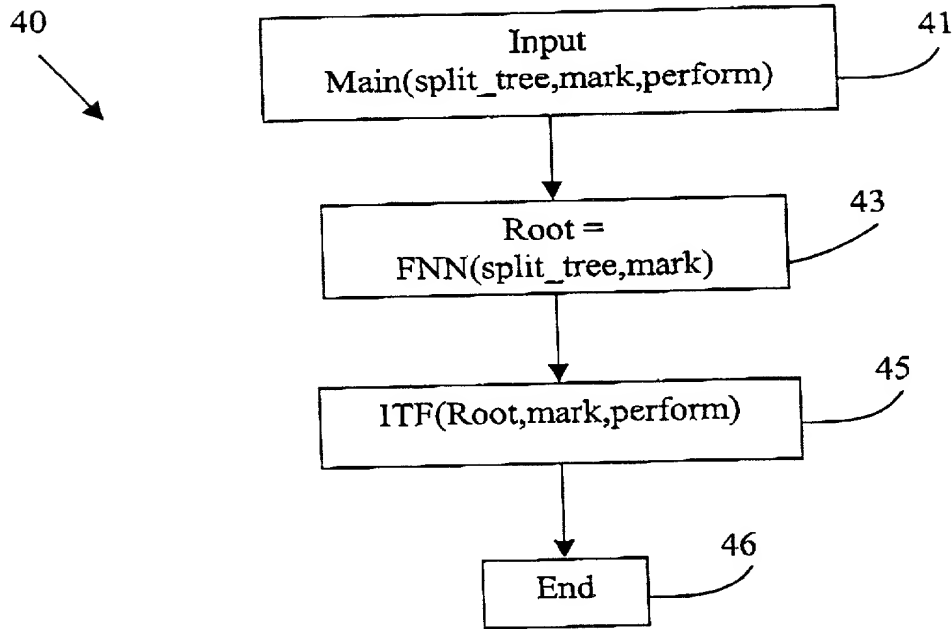 40
Input
Main(split_tree,mark,perform)
41
Root =
FNN(split_tree,mark)
43
ITF(Root,mark,perform)
45
End
46